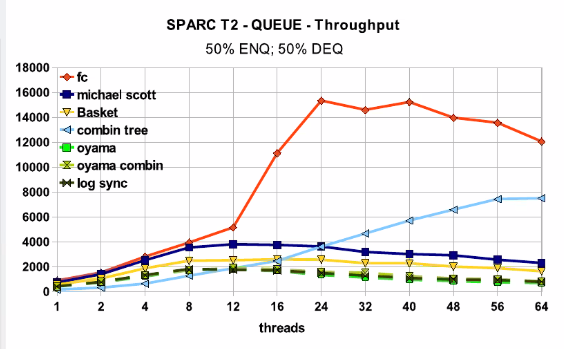 SPARC T2 - QUEUE - Throughput
50% ENQ; 50% DEQ
18000
16000
14000
12000
10000
8000
6000
4000
2000
0
fc
michael scott
Basket
combin tree
oyama
oyama combin
log sync
1 2 4 8 12 16 24 32 40 48 56 64
threads